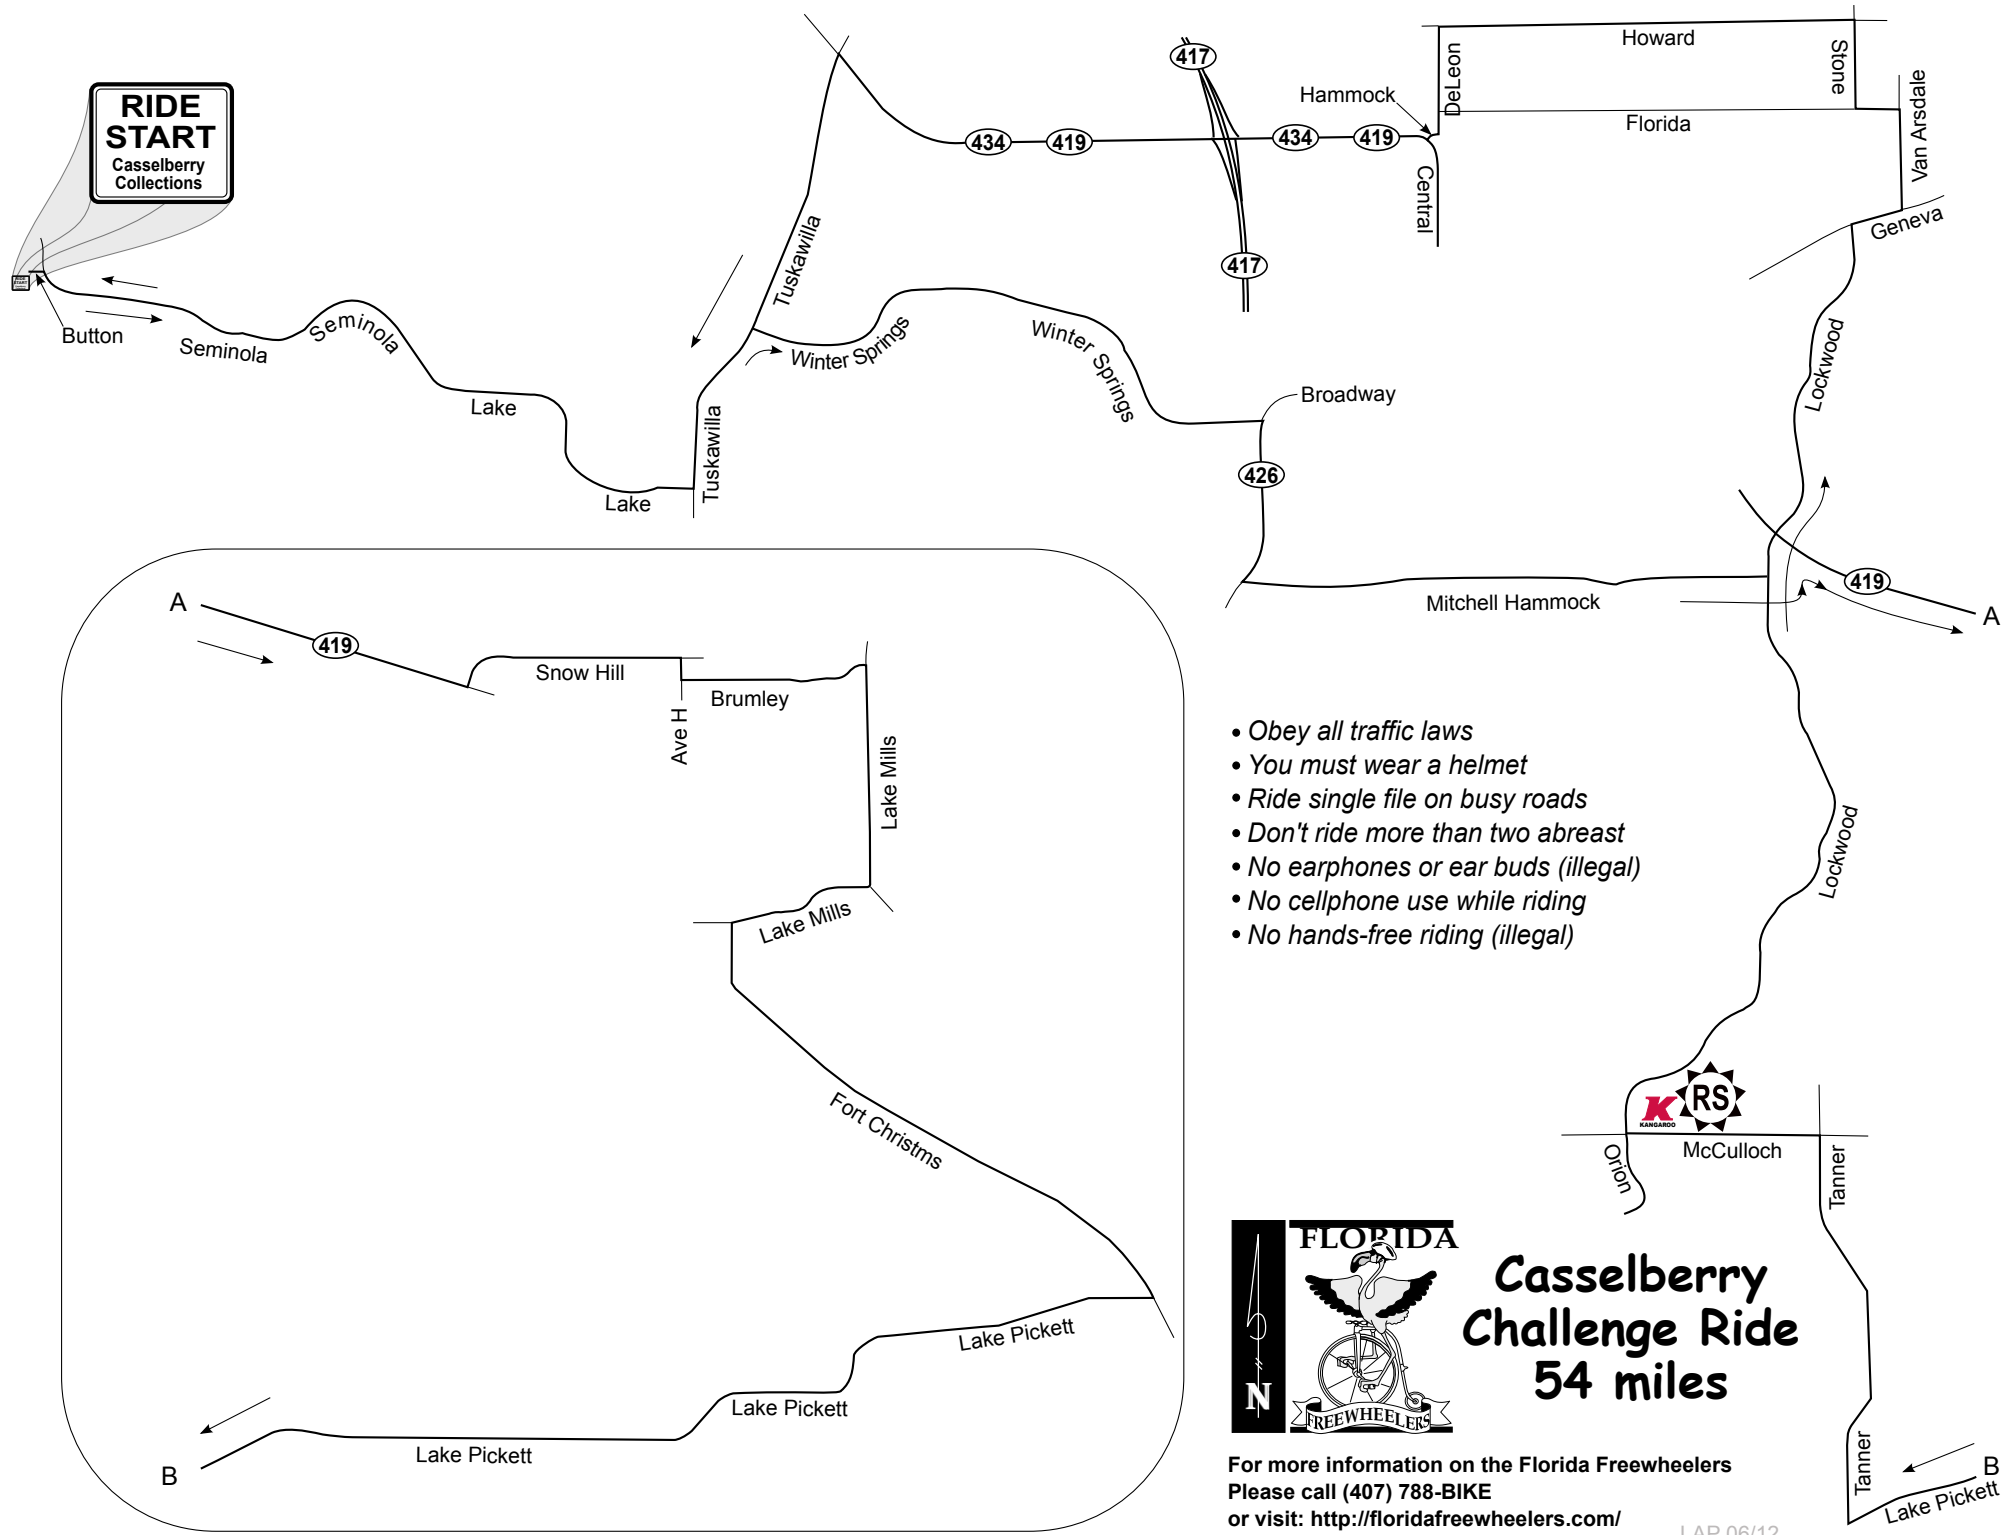 RIDE
START
Casselberry
Collections
RIDE
START
Button
Seminola
Seminola
Lake
Lake
Tuskawilla
Tuskawilla
Winter Springs
Winter Springs
434
419
417
434
419
417
Hammock
DeLeon
Howard
Stone
Florida
Van Arsdale
Central
Geneva
Lockwood
Broadway
426
Mitchell Hammock
419
A
A
419
Snow Hill
Ave H
Brumley
Lake Mills
Lake Mills
Fort Christms
Lake Pickett
Lake Pickett
Lake Pickett
B
• Obey all traffic laws
• You must wear a helmet
• Ride single file on busy roads
• Don't ride more than two abreast
• No earphones or ear buds (illegal)
• No cellphone use while riding
• No hands-free riding (illegal)
Lockwood
K
KANGAROO
RS
McCulloch
Orion
Tanner
Tanner
B
Lake Pickett
N
FLORIDA
FREEWHEELERS
Casselberry
Challenge Ride
54 miles
For more information on the Florida Freewheelers
Please call (407) 788-BIKE
or visit: http://floridafreewheelers.com/
LAP 06/12